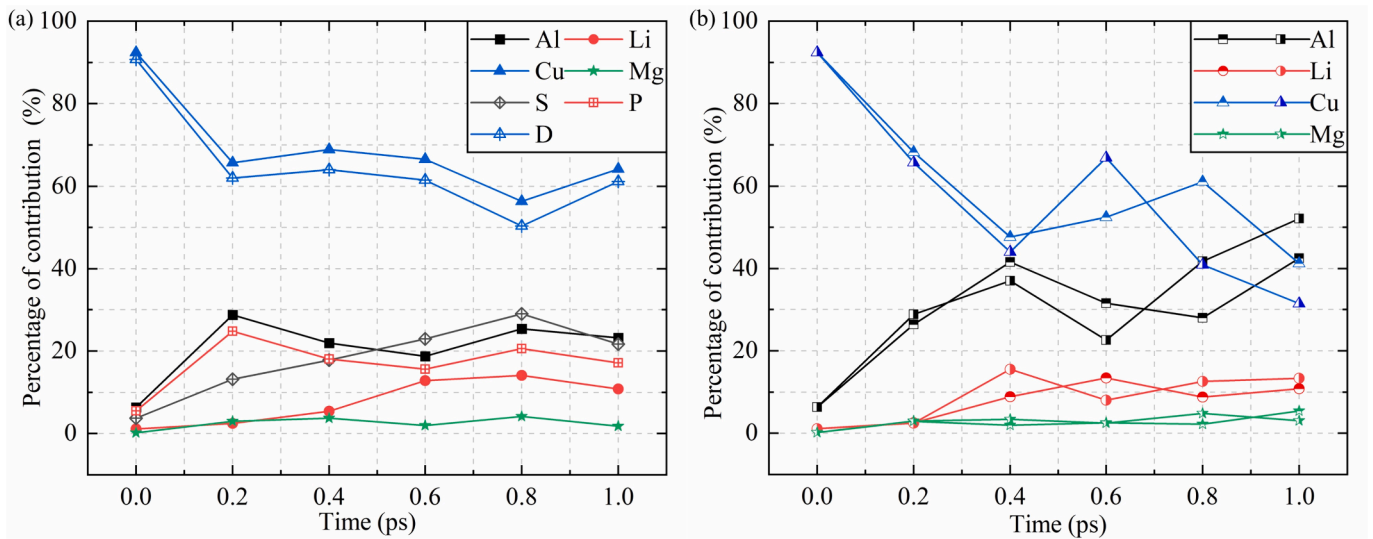 (a)
100
80
60
40
20
0
Percentage of contribution (%)
Al Li
Cu Mg
S P
D
0.0 0.2 0.4 0.6 0.8 1.0
Time (ps)
(b)
100
80
60
40
20
0
Percentage of contribution (%)
Al
Li
Cu
Mg
0.0 0.2 0.4 0.6 0.8 1.0
Time (ps)